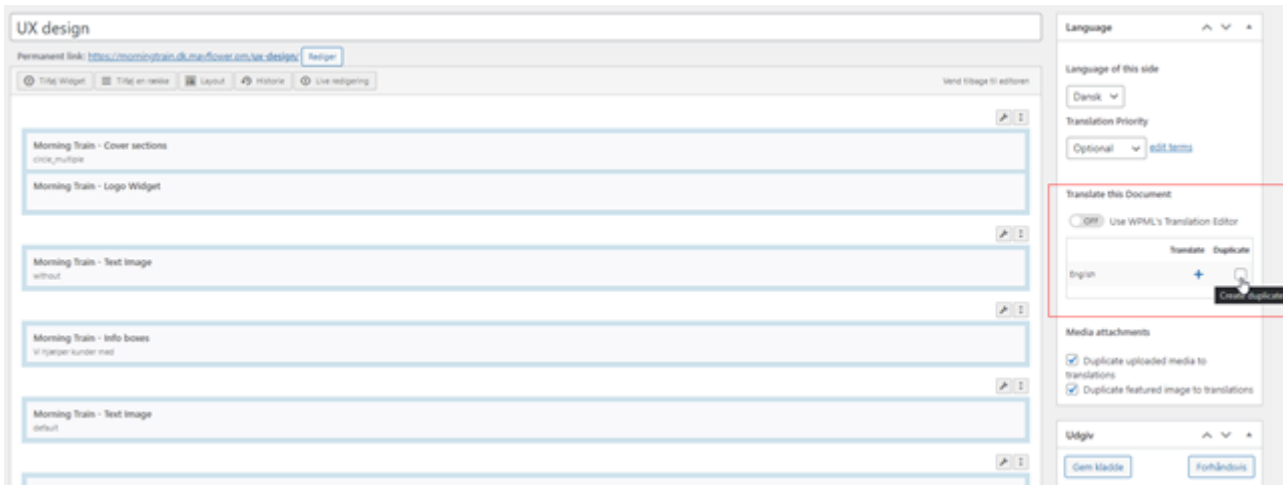 UX design
Permanent link: https://morningtrain.dk.mayflower.om/ux-design/ Rediger
Tilføj Widget Tilføj en række Layout Historie Live redigering Vend tilbage til editoren
Morning Train - Cover sections
circle_multiple
Morning Train - Logo Widget
Morning Train - Text Image
without
Morning Train - Info boxes
Vi hjælper kunder med
Morning Train - Text Image
default
Language
Language of this side
Dansk
Translation Priority
Optional edit terms
Translate this Document
OFF Use WPML's Translation Editor
Translate Duplicate
English
Create duplicate
Media attachments
Duplicate uploaded media to
translations
Duplicate featured image to translations
Udgiv
Gem kladde Forhåndsvis